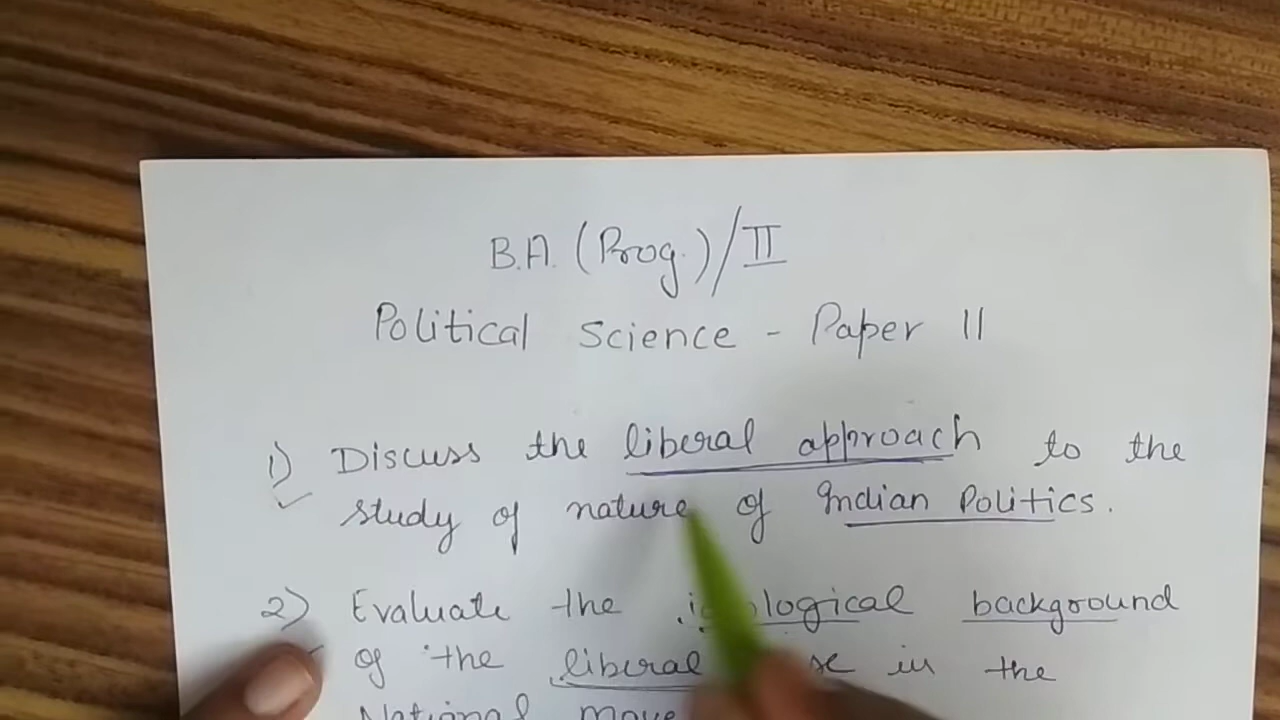 B.A. (Prog.)/II
Political Science - Paper II
1) Discuss the liberal approach to the
study of nature of Indian Politics.
2) Evaluate the background
of the liberal in the
National